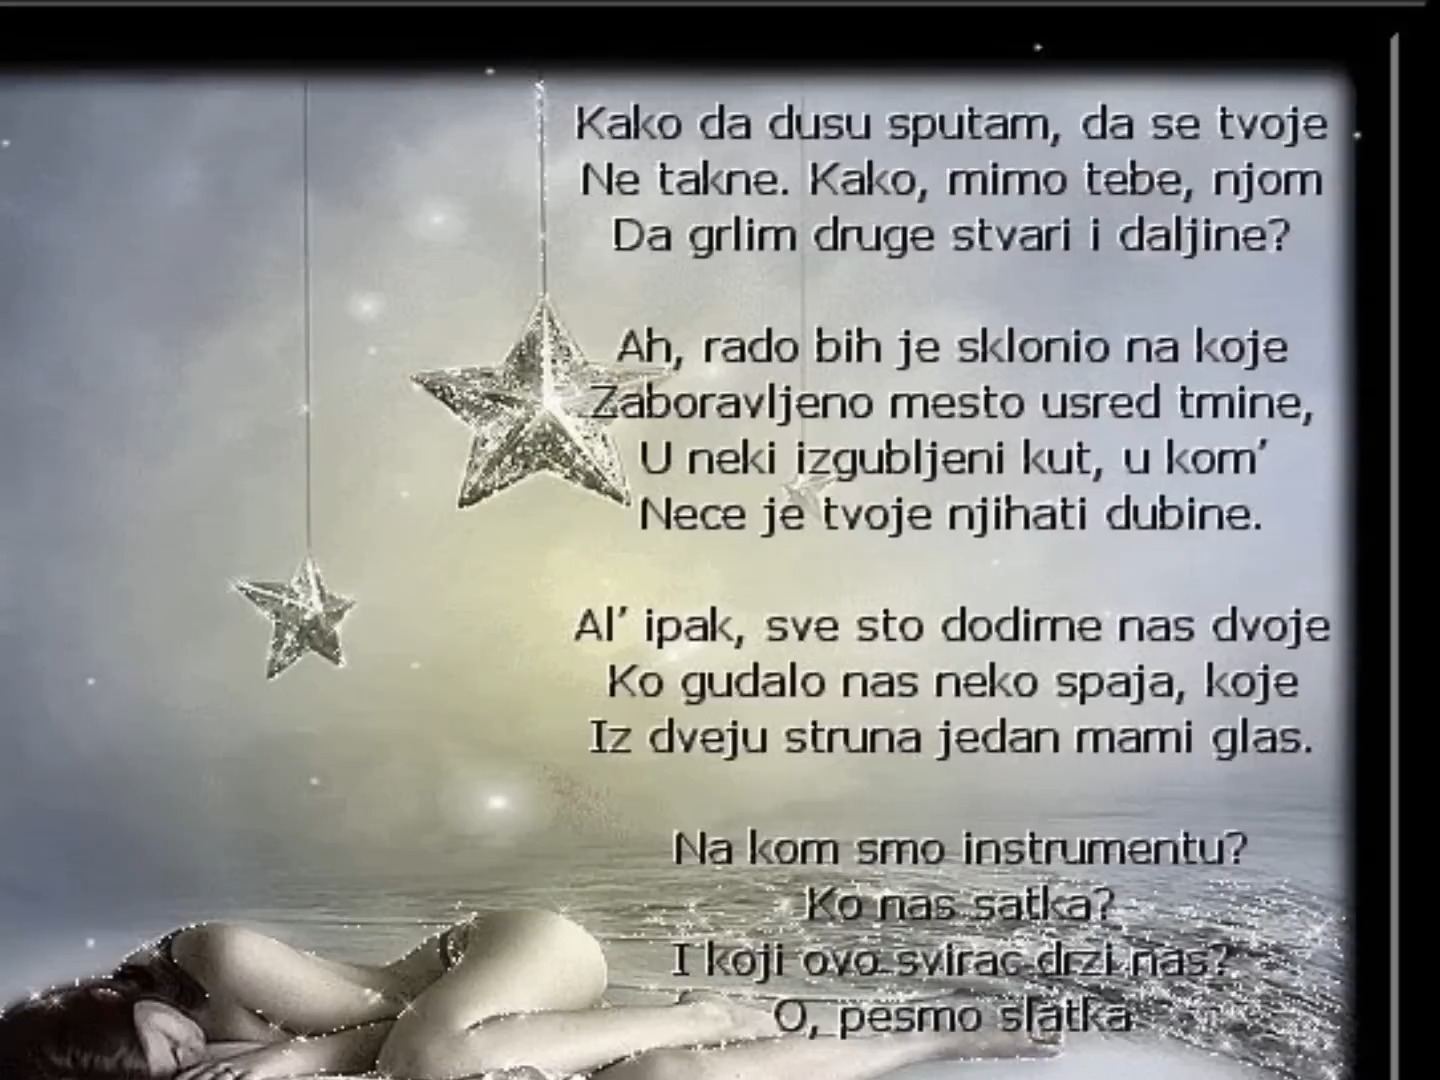 Kako da dusu sputam, da se tvoje
Ne takne. Kako, mimo tebe, njom
Da grlim druge stvari i daljine?
Ah, rado bih je sklonio na koje
Zaboravljeno mesto usred tmine,
U neki izgubljeni kut, u kom’
Nece je tvoje njihati dubine.
Al’ ipak, sve sto dodirne nas dvoje
Ko gudalo nas neko spaja, koje
Iz dveju struna jedan mami glas.
Na kom smo instrumentu?
Ko nas satka?
I koji ovo svirac drzi nas?
O, pesmo slatka